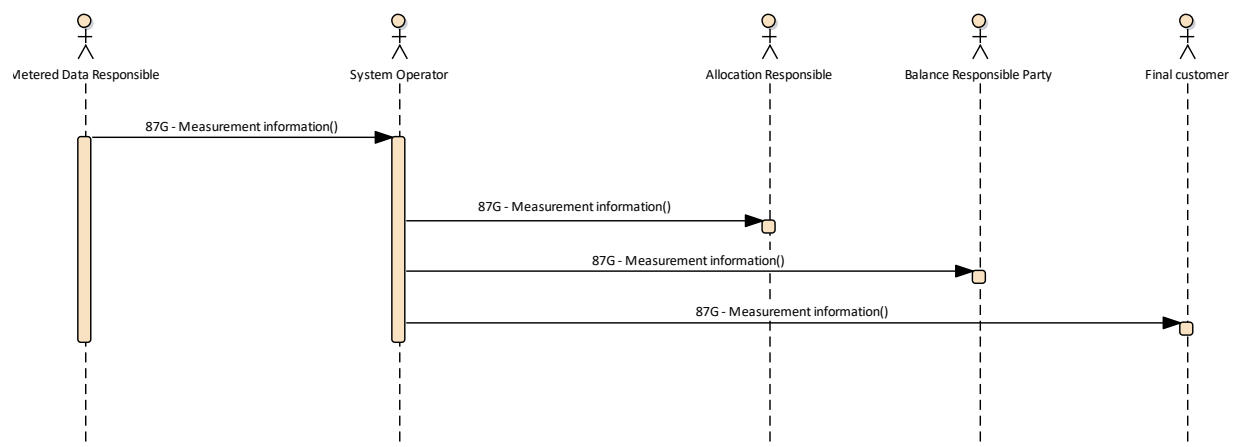 Metered Data Responsible
System Operator
Allocation Responsible
Balance Responsible Party
Final customer
87G - Measurement information()
87G - Measurement information()
87G - Measurement information()
87G - Measurement information()